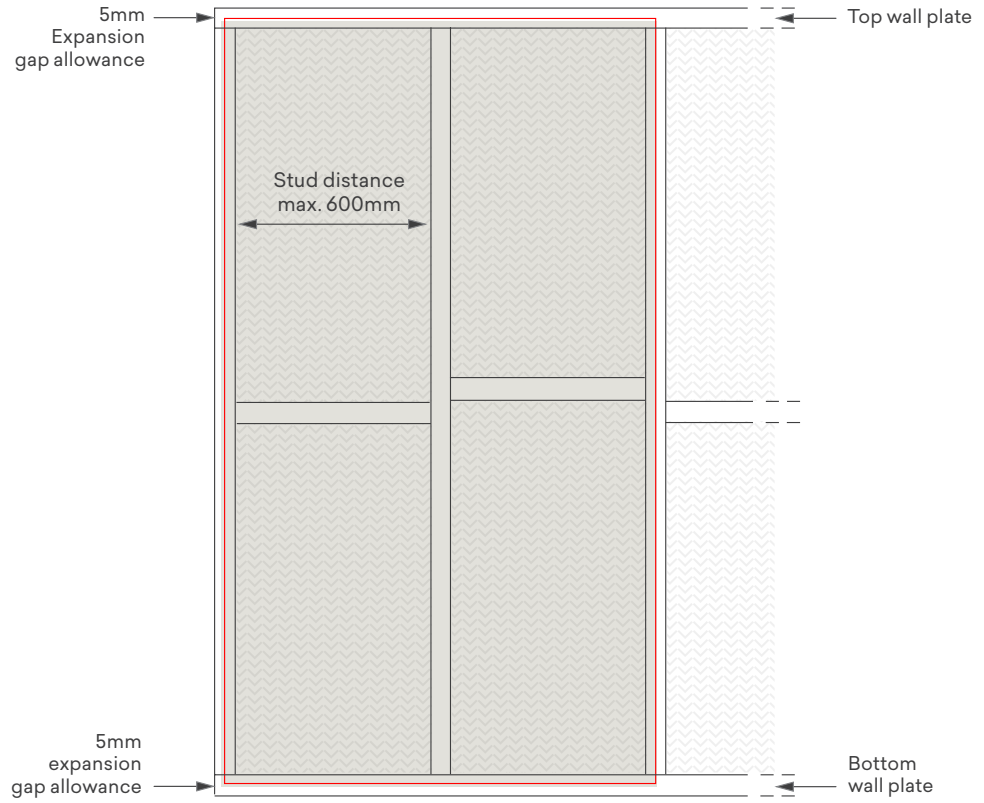 5mm
Expansion
gap allowance
Top wall plate
Stud distance
max. 600mm
5mm
expansion
gap allowance
Bottom
wall plate